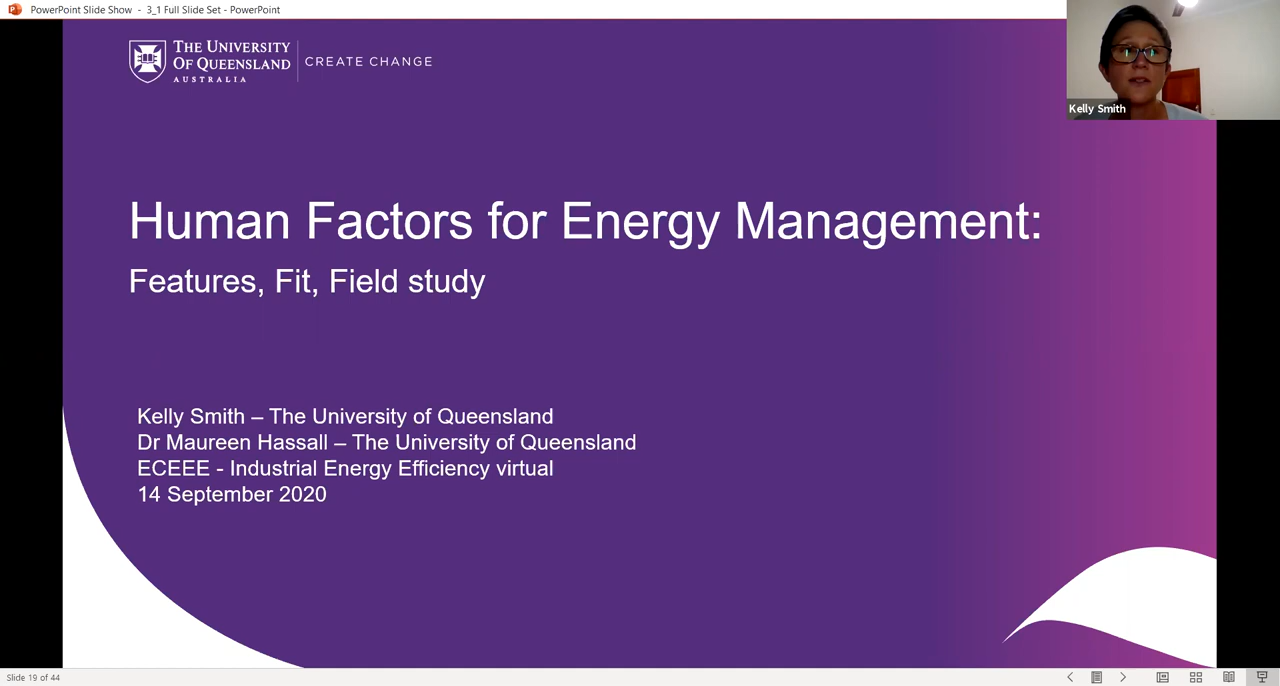 PowerPoint Slide Show - 3_1 Full Slide Set - PowerPoint
THE UNIVERSITY
OF QUEENSLAND
AUSTRALIA
CREATE CHANGE
Kelly Smith
Human Factors for Energy Management:
Features, Fit, Field study
Kelly Smith – The University of Queensland
Dr Maureen Hassall – The University of Queensland
ECEEE - Industrial Energy Efficiency virtual
14 September 2020
Slide 19 of 44